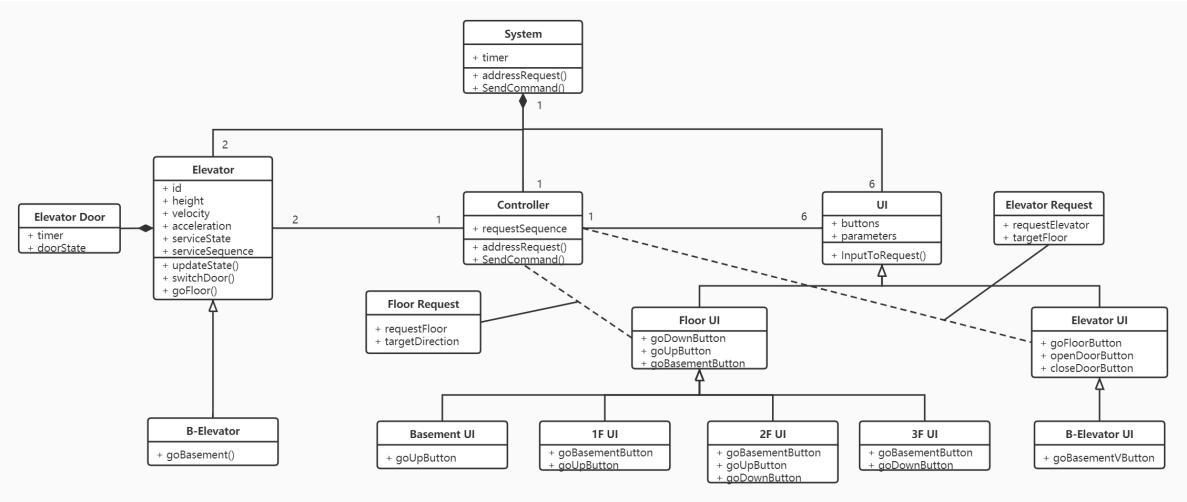 System
+ timer
+ addressRequest()
+ SendCommand()
1
2
1
6
Elevator
+ id
+ height
+ velocity
+ acceleration
+ serviceState
+ serviceSequence
+ updateState()
+ switchDoor()
+ goFloor()
Elevator Door
+ timer
+ doorState
2
1
Controller
+ requestSequence
+ addressRequest()
+ SendCommand()
1
6
UI
+ buttons
+ parameters
+ InputToRequest()
Elevator Request
+ requestElevator
+ targetFloor
Floor Request
+ requestFloor
+ targetDirection
Floor UI
+ goDownButton
+ goUpButton
+ goBasementButton
Elevator UI
+ goFloorButton
+ openDoorButton
+ closeDoorButton
B-Elevator
+ goBasement()
Basement UI
+ goUpButton
1F UI
+ goBasementButton
+ goUpButton
2F UI
+ goBasementButton
+ goUpButton
+ goDownButton
3F UI
+ goBasementButton
+ goDownButton
B-Elevator UI
+ goBasementVButton